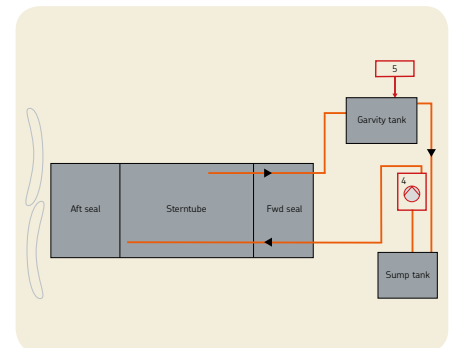 5
Garvity tank
4
Aft seal
Sterntube
Fwd seal
Sump tank